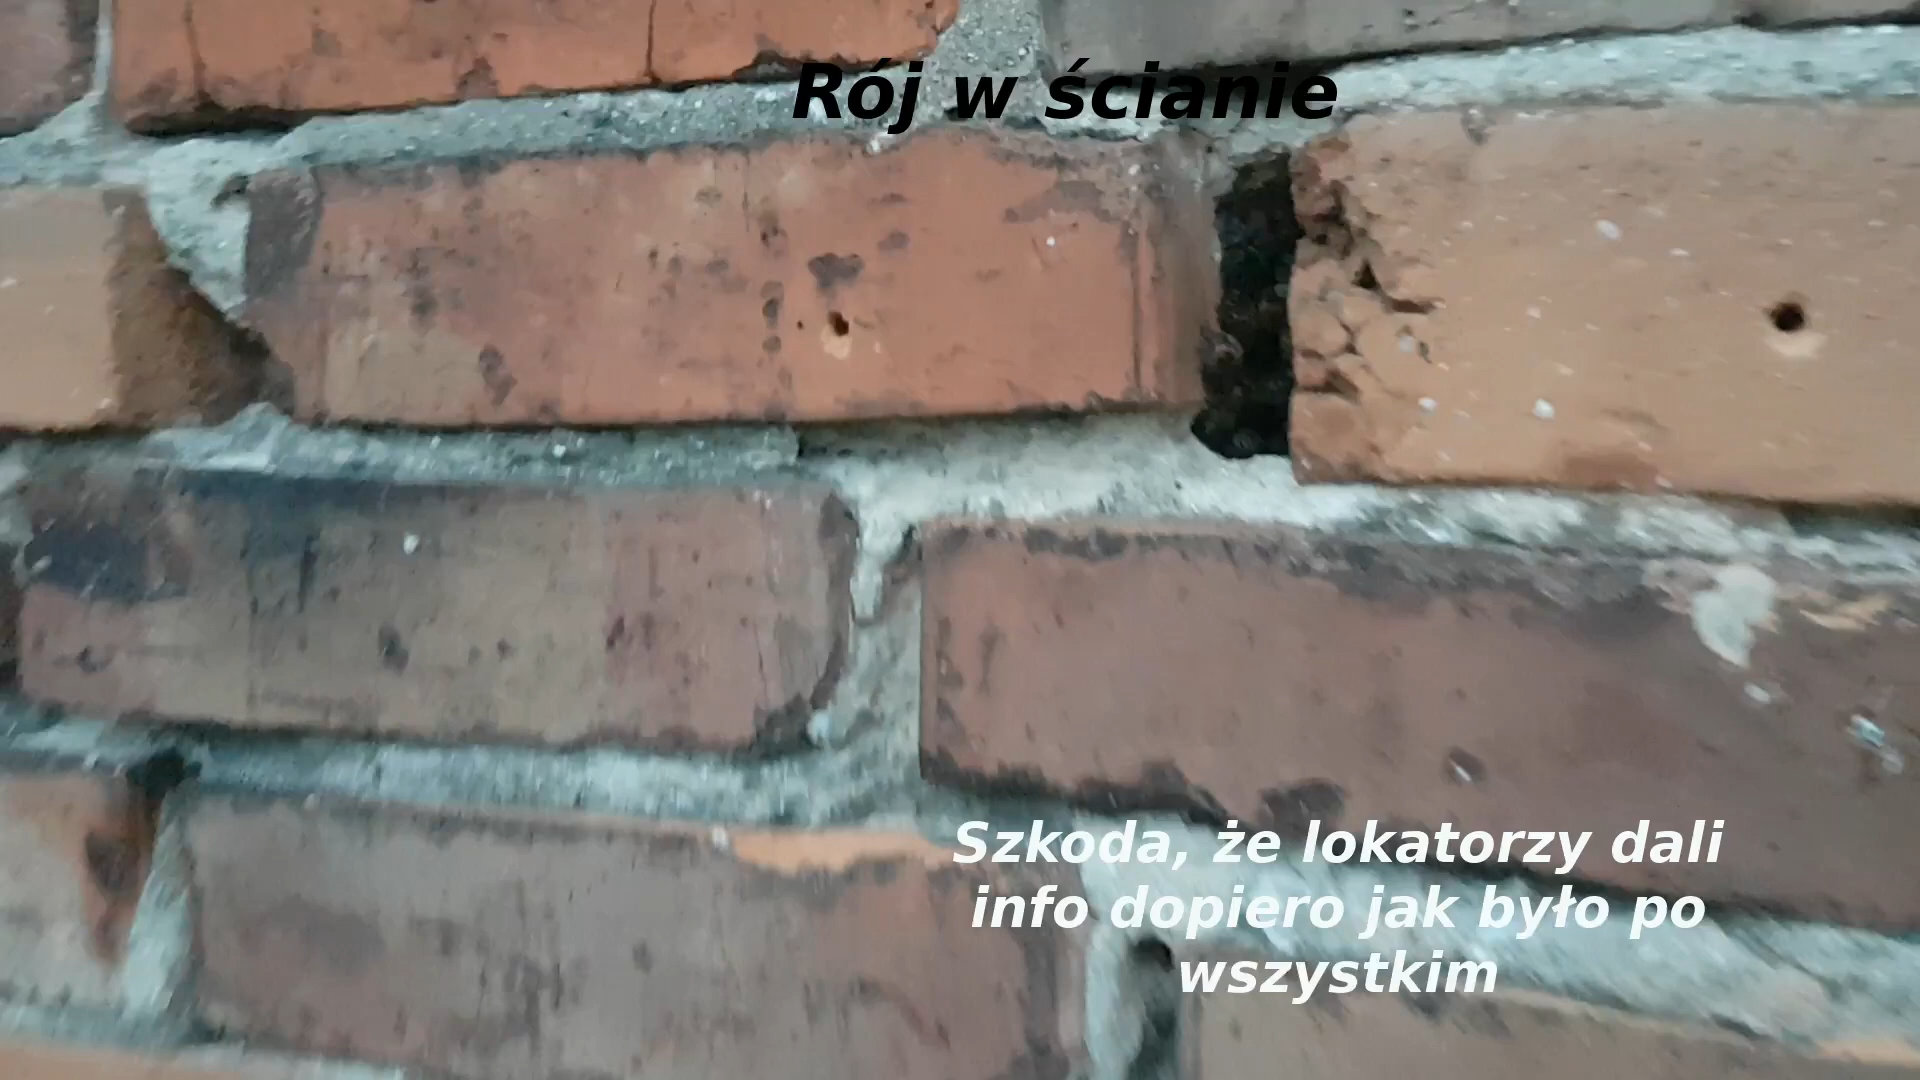 Rój w ścianie
Szkoda, że lokatorzy dali
info dopiero jak było po
wszystkim